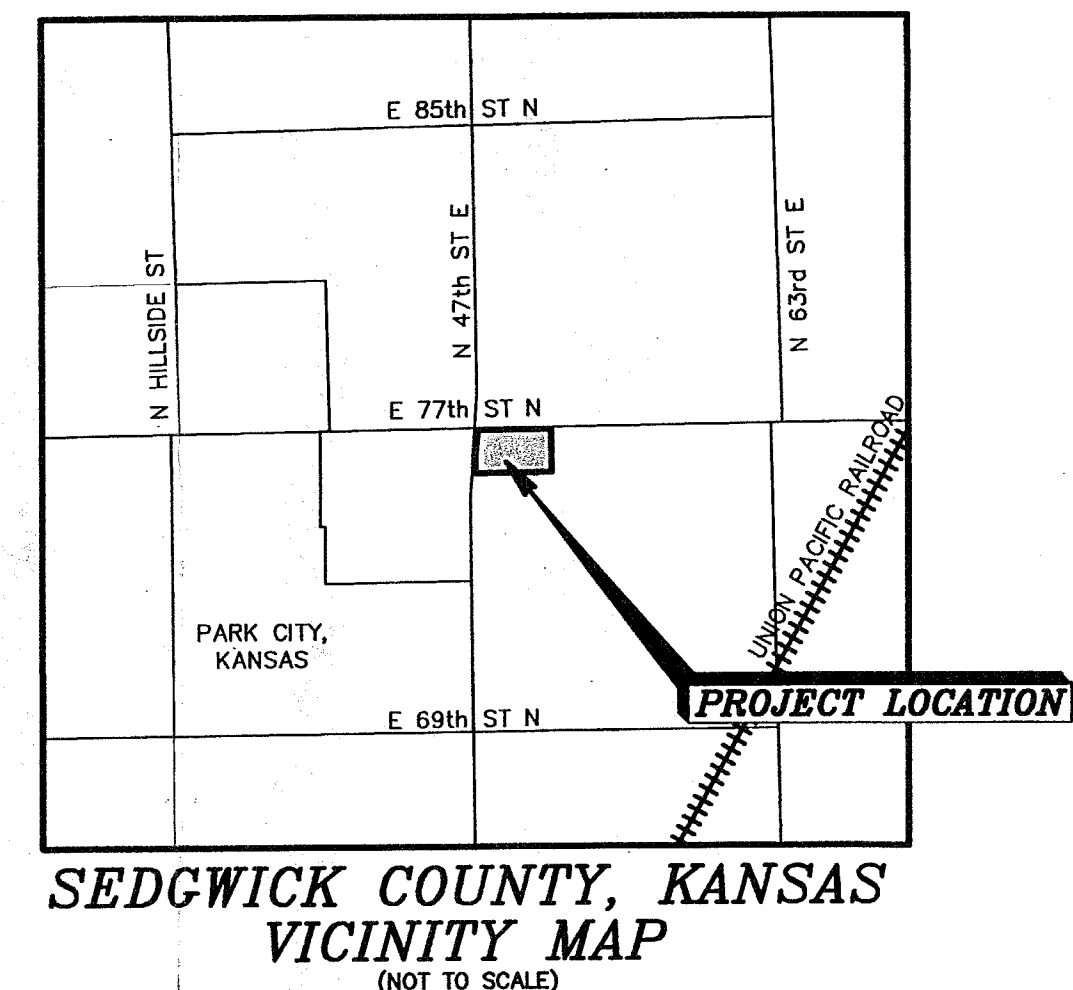 E 85th ST N
N HILLSIDE ST
N 47th ST E
N 63rd ST E
E 77th ST N
UNION PACIFIC RAILROAD
PARK CITY,
KANSAS
PROJECT LOCATION
E 69th ST N
SEDGWICK COUNTY, KANSAS
VICINITY MAP
(NOT TO SCALE)